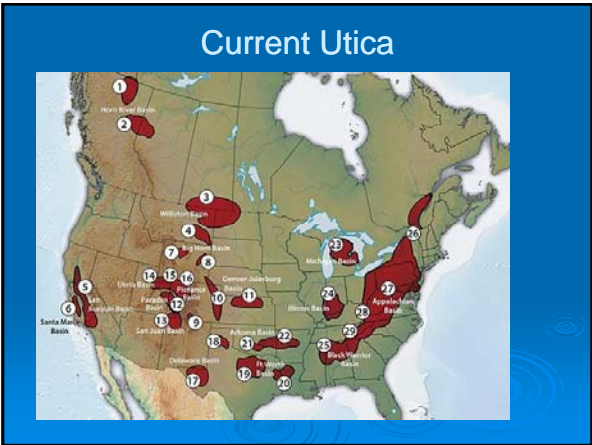 Current Utica
1
Horn River Basin
2
3
Williston Basin
4
Big Horn Basin
7
8
23
Michigan Basin
26
14 15 16
Uinta Basin
Piceance Basin
Denver-Julesburg Basin
5
San Joaquin Basin
6
Santa Maria Basin
Paradox Basin
12
10
11
24
Illinois Basin
27
Appalachian Basin
28
13
San Juan Basin
9
29
18
Arkoma Basin
21
22
25
Black Warrior Basin
Delaware Basin
17
19
Ft. Worth Basin
20